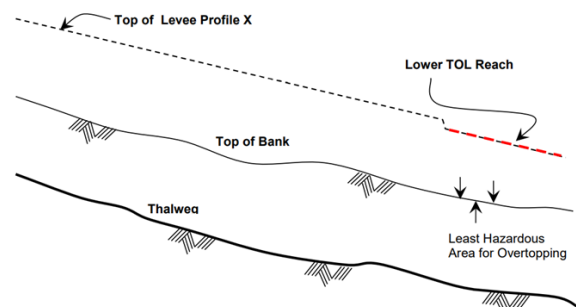 Top of Levee Profile X
Lower TOL Reach
Top of Bank
Thalweg
Least Hazardous
Area for Overtopping